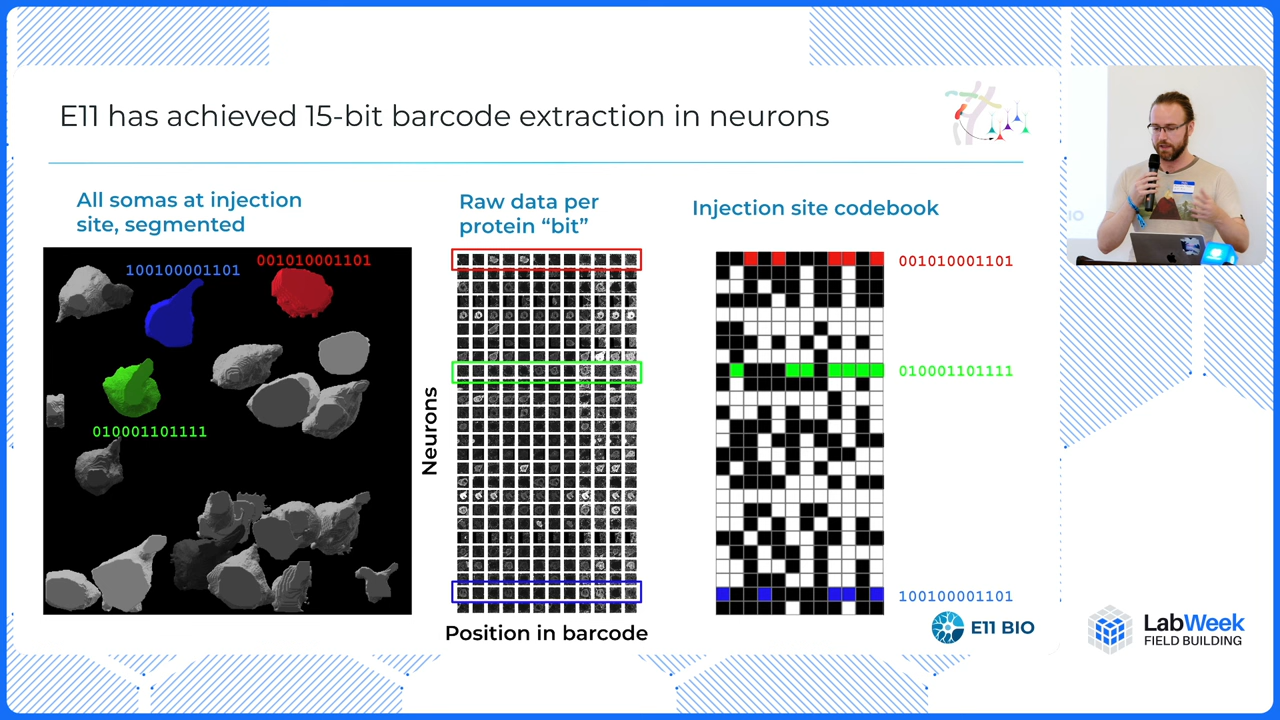 E11 has achieved 15-bit barcode extraction in neurons
All somas at injection
site, segmented
Raw data per
protein “bit”
Injection site codebook
100100001101
001010001101
010001101111
Neurons
Position in barcode
001010001101
010001101111
100100001101
E11 BIO
LabWeek
FIELD BUILDING
IO